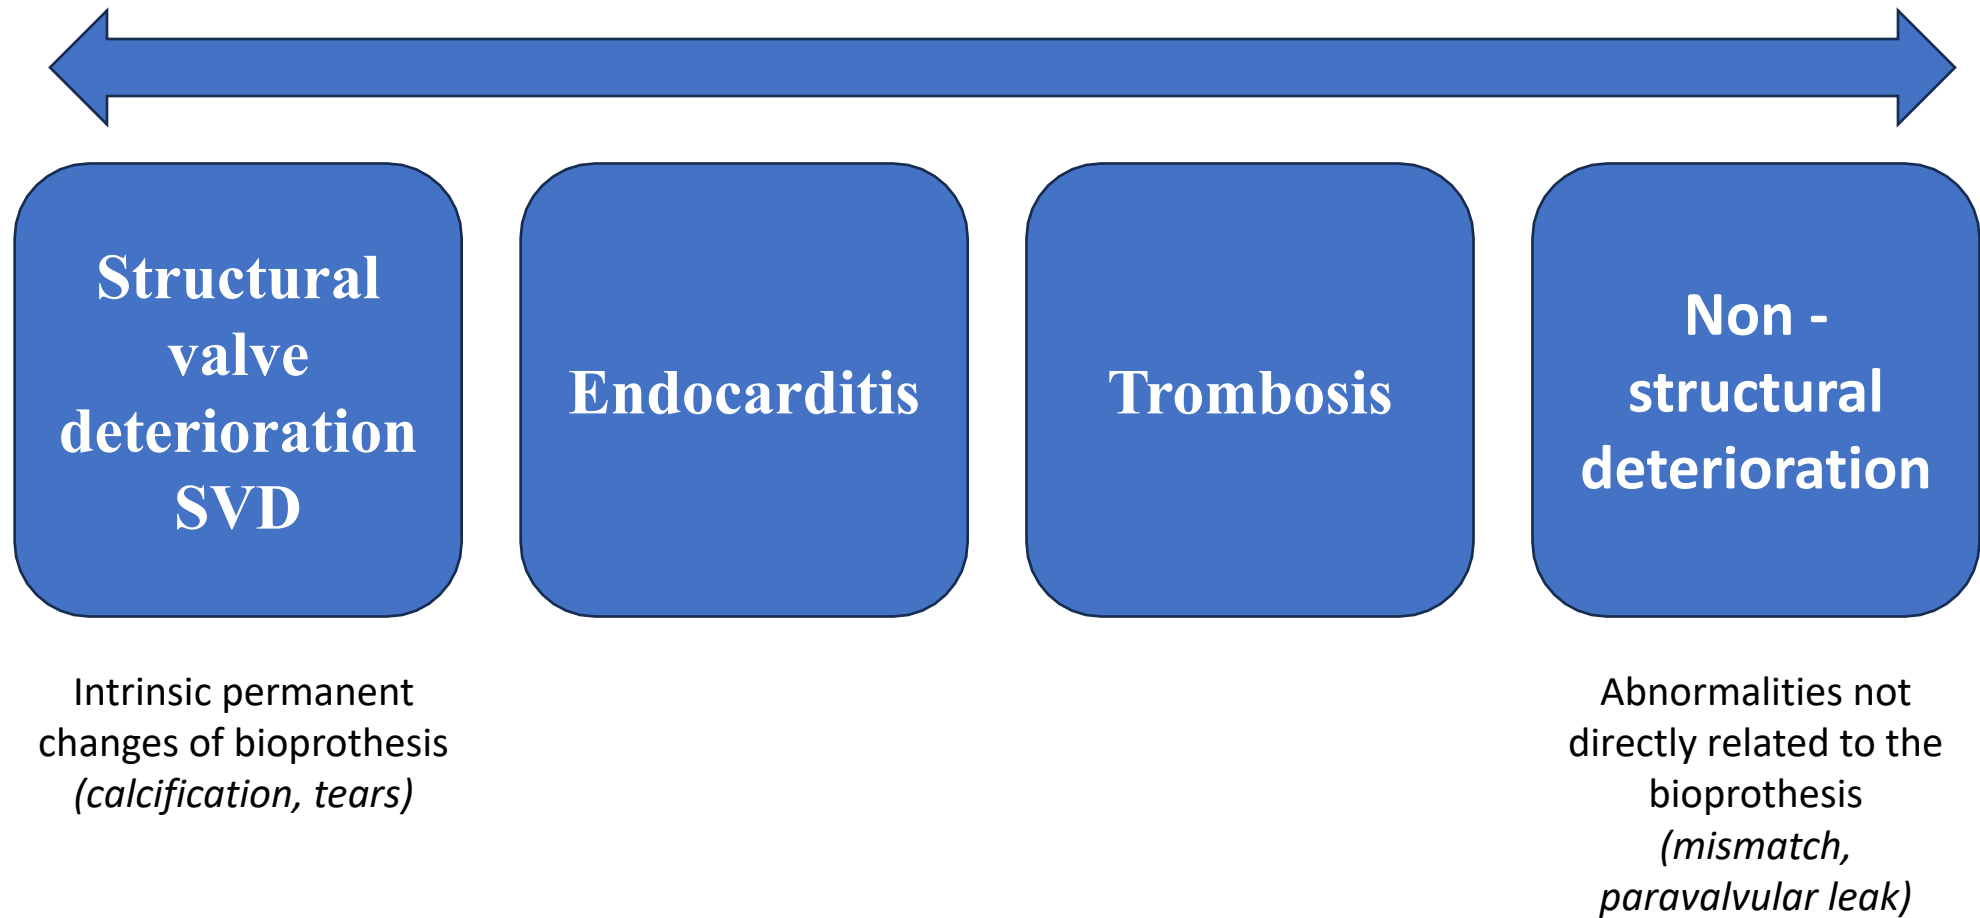 Structural
valve
deterioration
SVD
Endocarditis
Trombosis
Non -
structural
deterioration
Intrinsic permanent
changes of bioprothesis
(calcification, tears)
Abnormalities not
directly related to the
bioprothesis
(mismatch,
paravalvular leak)